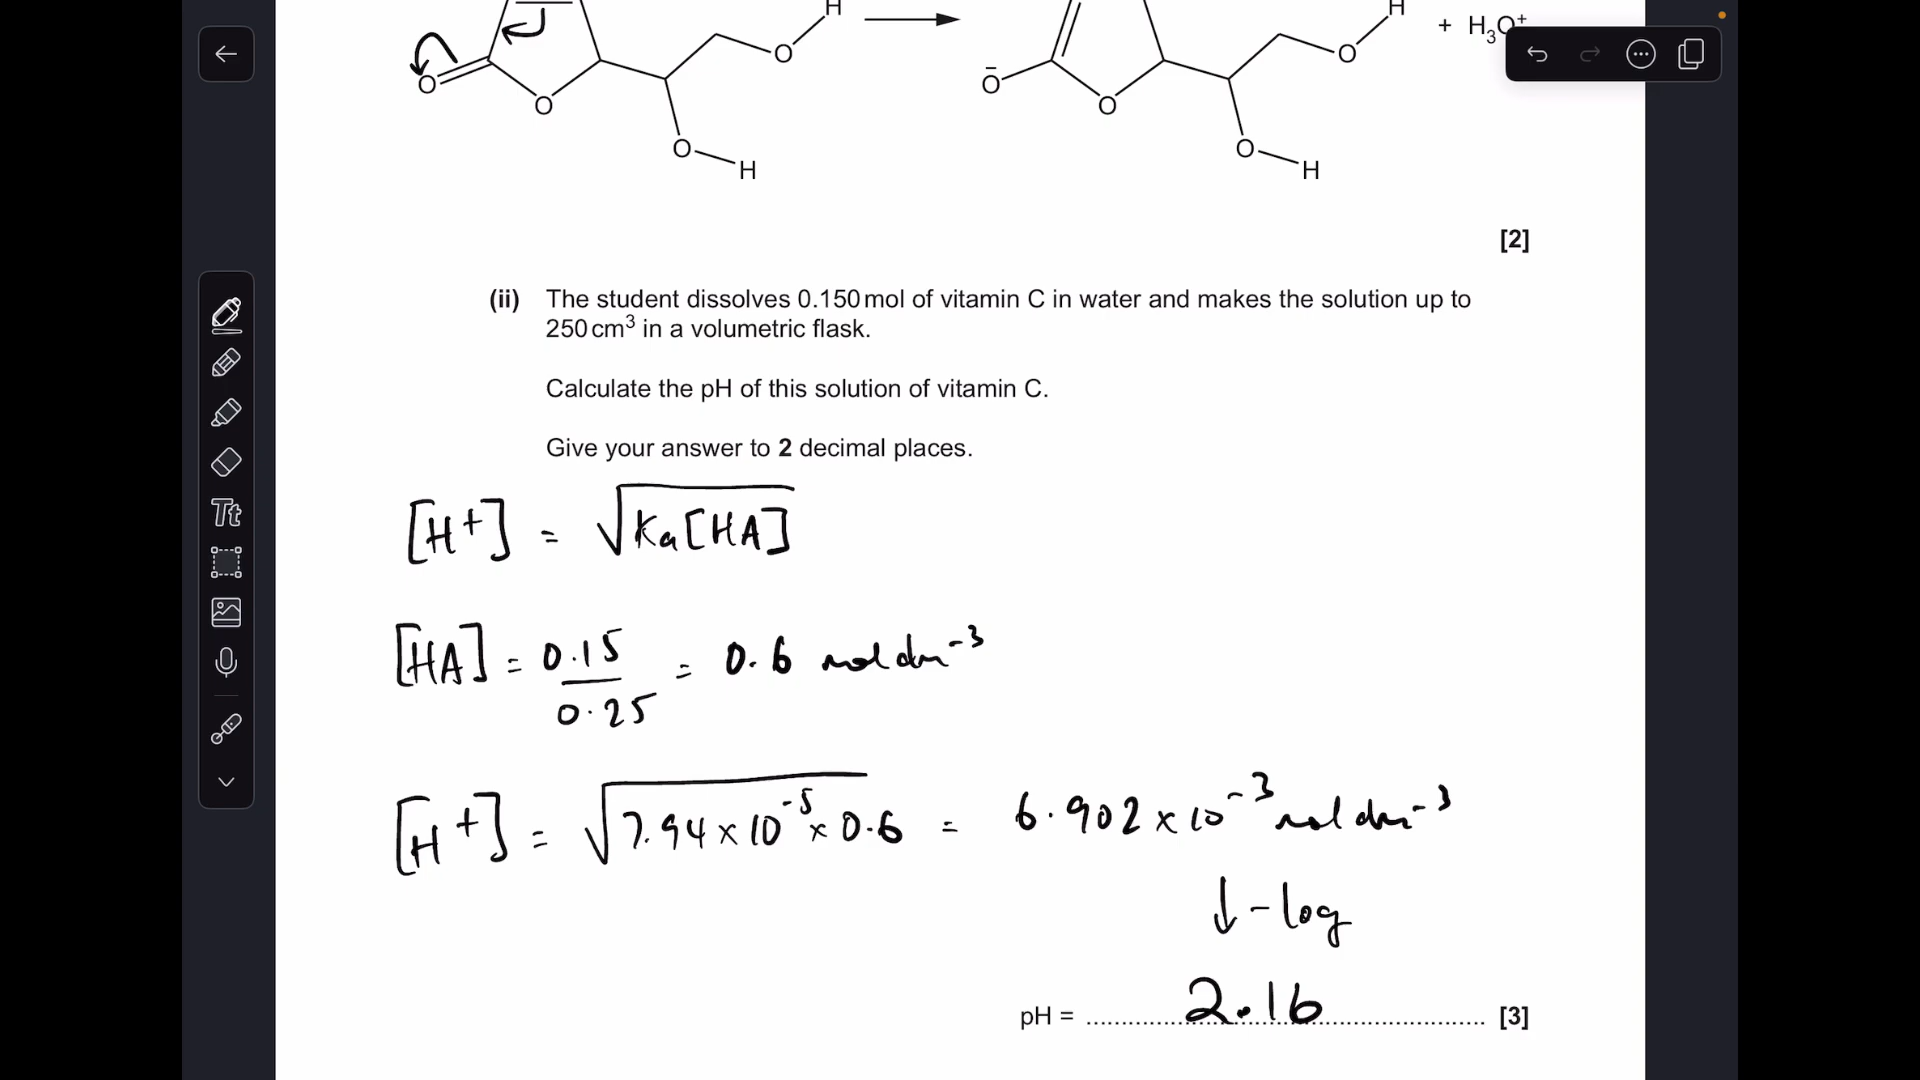 H H
+ H3O+
O O
O Ō
O O
O O
H H
[2]
(ii) The student dissolves 0.150 mol of vitamin C in water and makes the solution up to
250 cm³ in a volumetric flask.
Calculate the pH of this solution of vitamin C.
Give your answer to 2 decimal places.
[H+] = √Ka[HA]
[HA] = 0.15 = 0.6 mol dm⁻³
0.25
[H+] = √7.94 × 10⁻⁵ × 0.6 = 6.902 × 10⁻³ mol dm⁻³
↓ -log
pH = 2.16 [3]
Tt